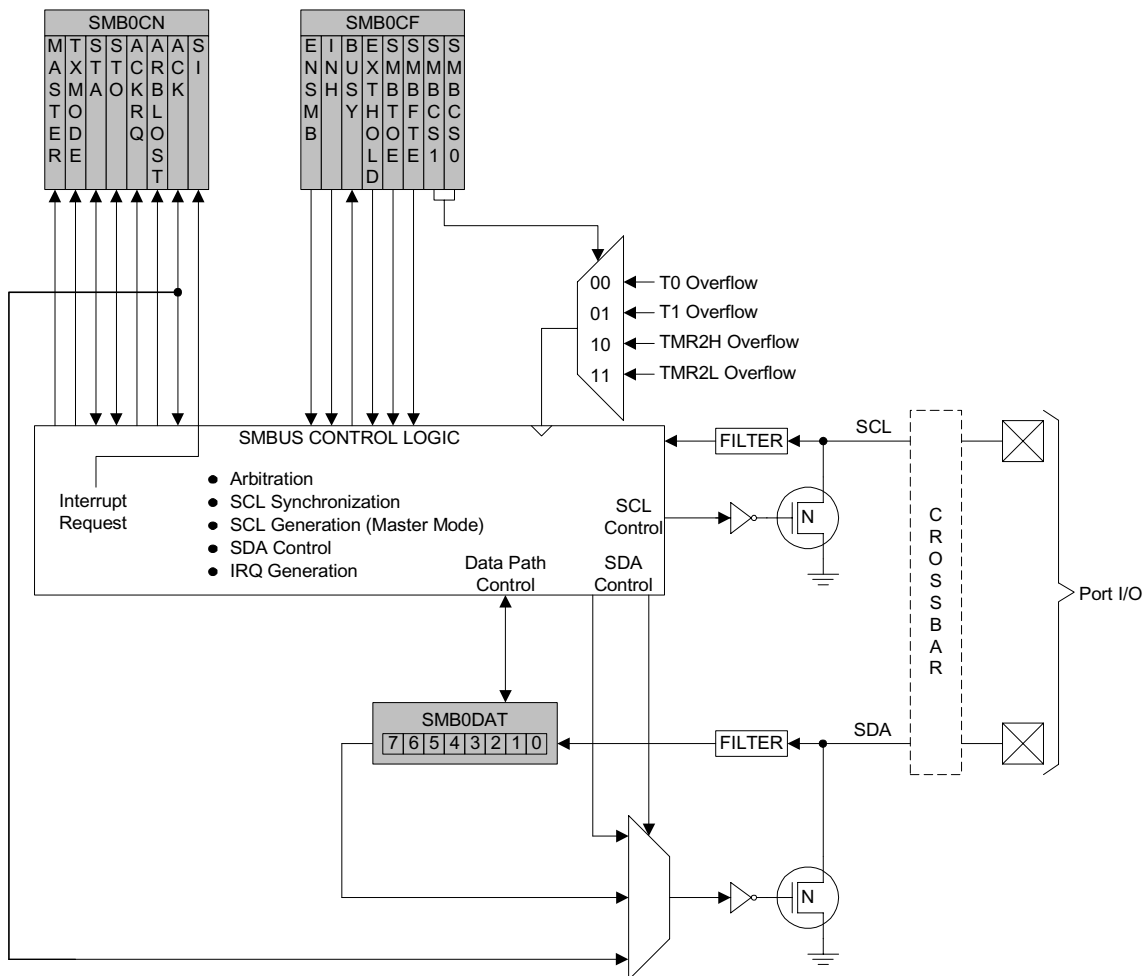 SMB0CN
MASTER
TXMODE
STA
STO
ACKRQ
ARBLOST
ACK
SI
SMB0CF
ENSMB
INH
BUSY
EXTHOLD
SMBTOE
SMBFTE
SMBCS1
SMBCS0
00
T0 Overflow
01
T1 Overflow
10
TMR2H Overflow
11
TMR2L Overflow
SMBUS CONTROL LOGIC
Interrupt
Request
● Arbitration
● SCL Synchronization
● SCL Generation (Master Mode)
● SDA Control
● IRQ Generation
SCL
Control
Data Path
Control
SDA
Control
FILTER
SCL
N
CROSSBAR
Port I/O
SMB0DAT
7 6 5 4 3 2 1 0
FILTER
SDA
N